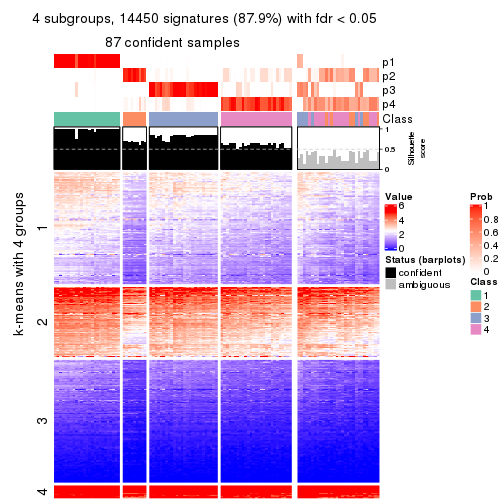 4 subgroups, 14450 signatures (87.9%) with fdr < 0.05
87 confident samples
p1
p2
p3
p4
Class
1
0.5
0
Silhouette
score
k-means with 4 groups
1
2
3
4
Value
6
4
2
0
Status (barplots)
confident
ambiguous
Prob
1
0.8
0.6
0.4
0.2
0
Class
1
2
3
4